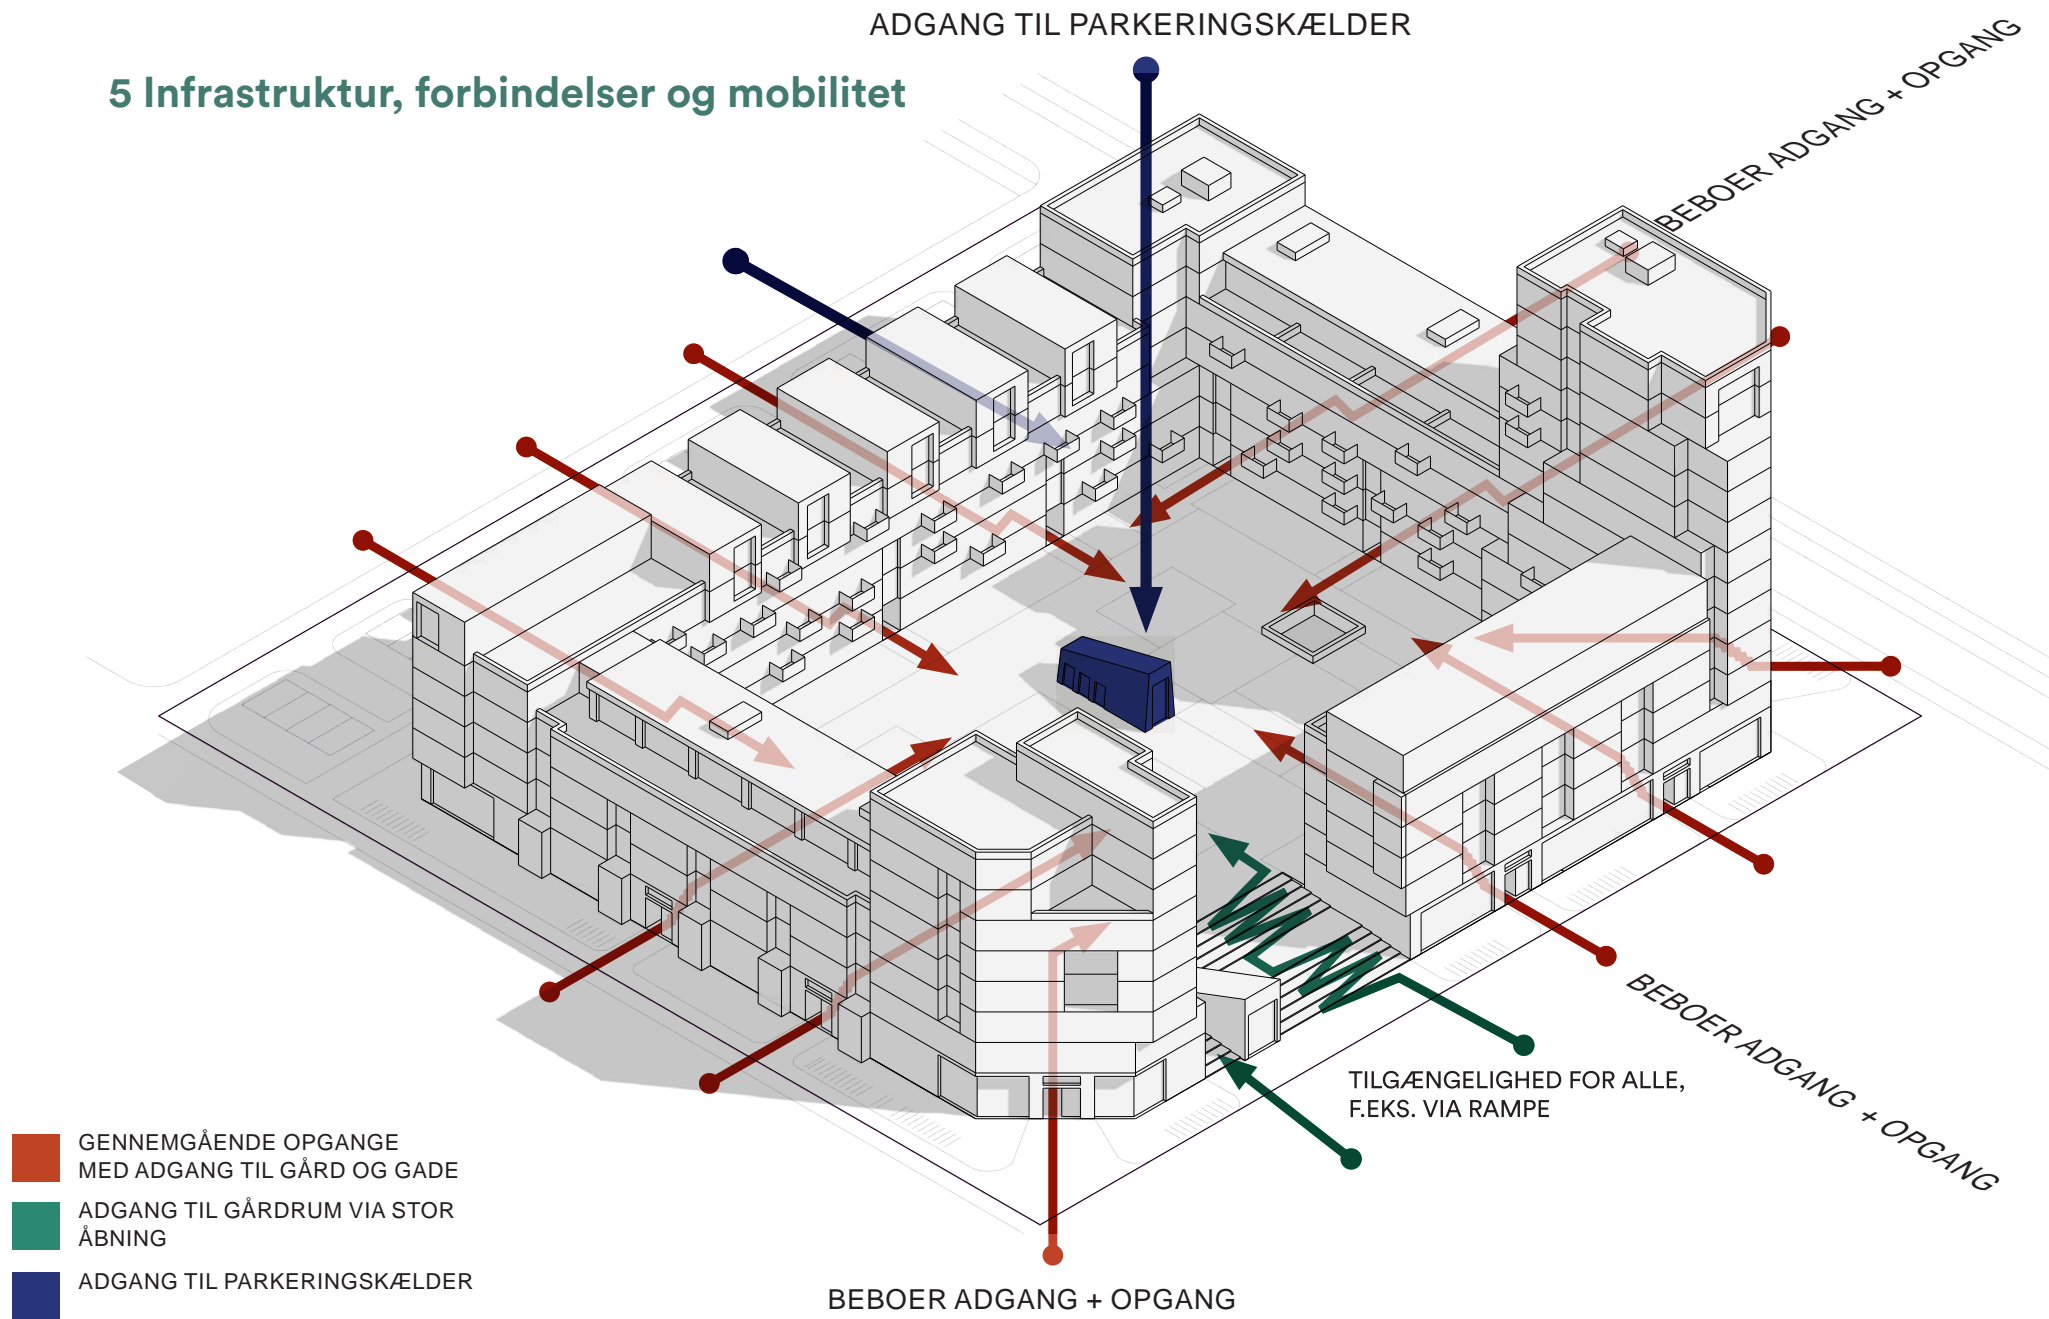 ADGANG TIL PARKERINGSKÆLDER
5 Infrastruktur, forbindelser og mobilitet
BEBOER ADGANG + OPGANG
BEBOER ADGANG + OPGANG
TILGÆNGELIGHED FOR ALLE,
F.EKS. VIA RAMPE
GENNEMGÅENDE OPGANGE
MED ADGANG TIL GÅRD OG GADE
ADGANG TIL GÅRDRUM VIA STOR
ÅBNING
ADGANG TIL PARKERINGSKÆLDER
BEBOER ADGANG + OPGANG